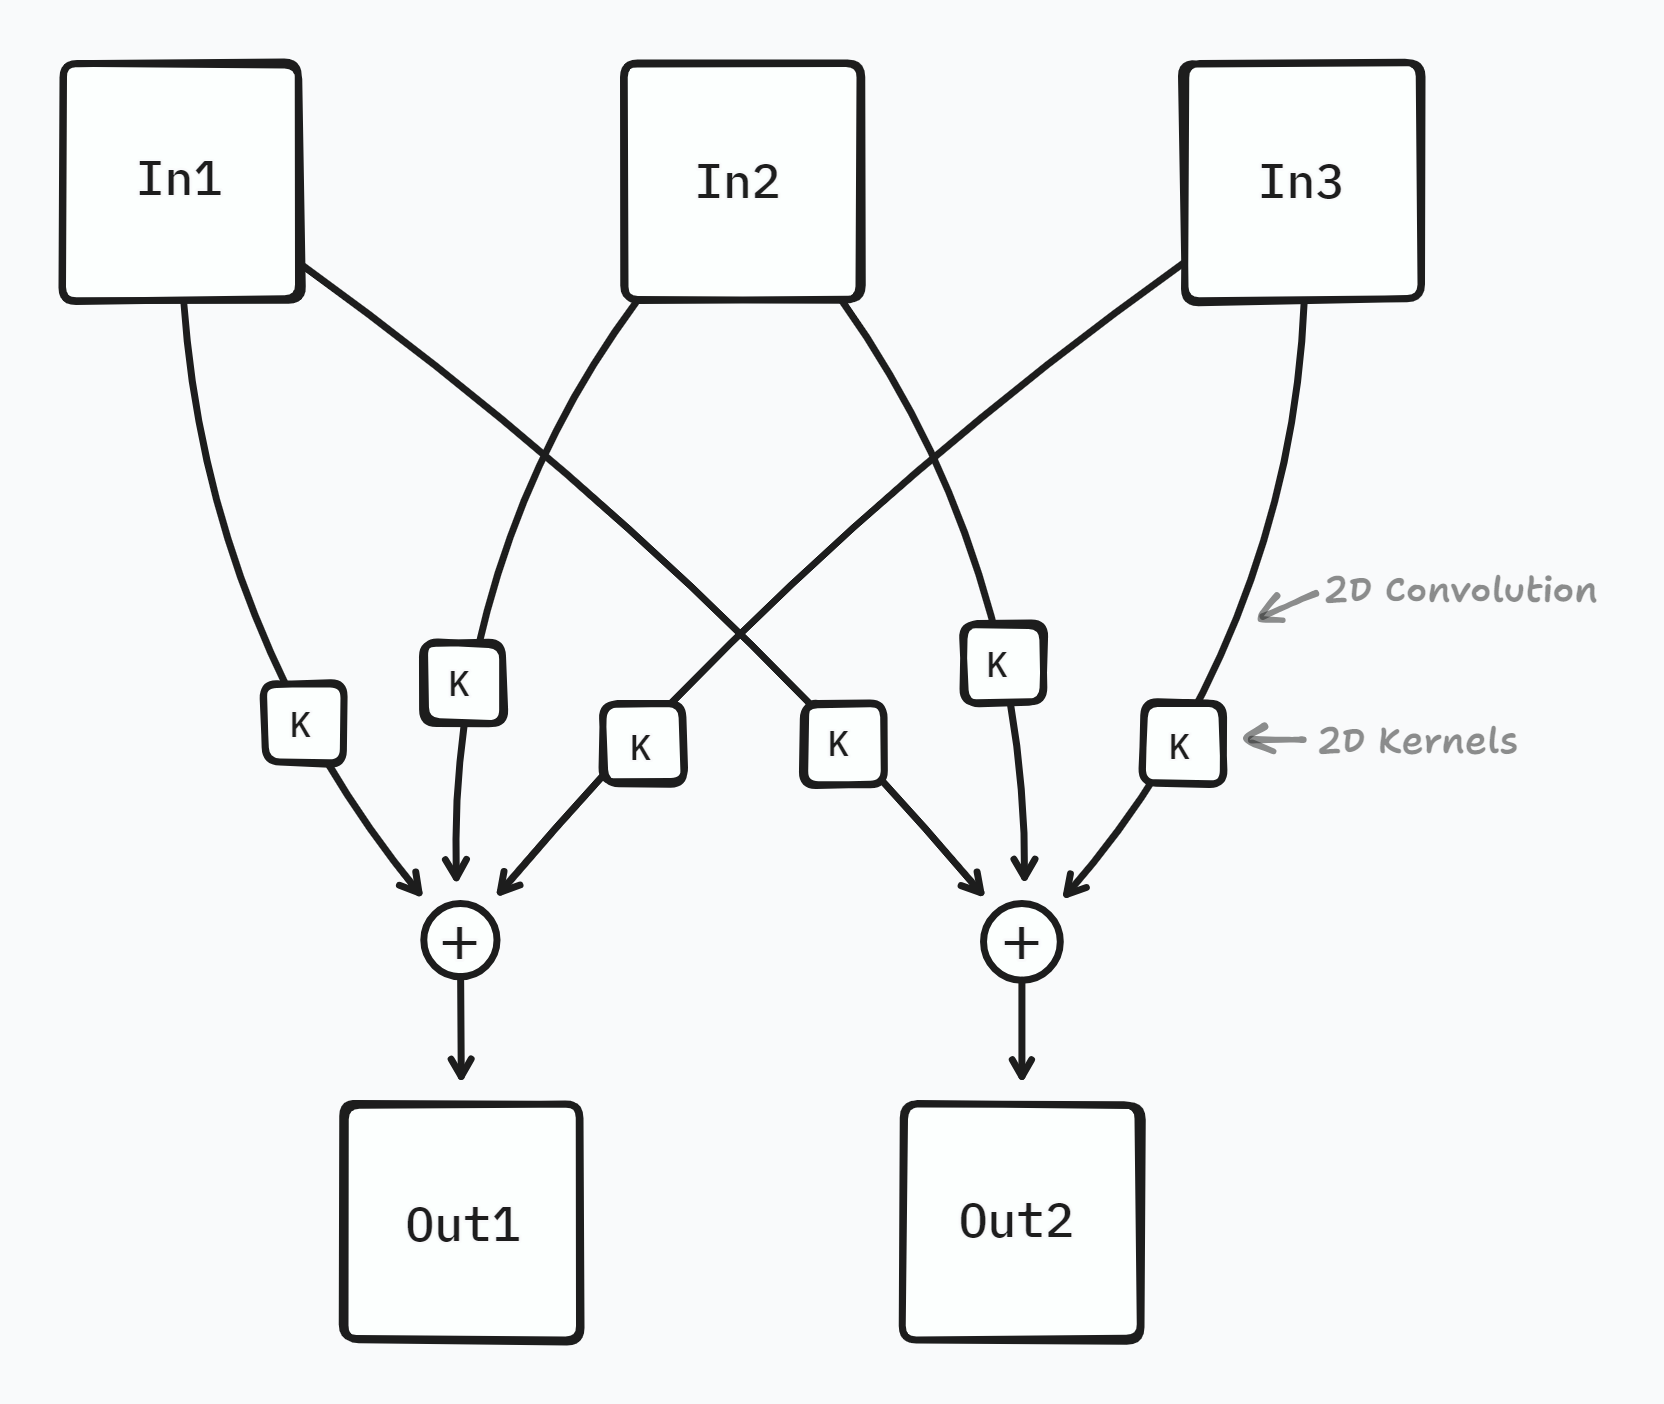 In1
In2
In3
2D Convolution
K
K
K
K
K
K
2D Kernels
+
+
Out1
Out2